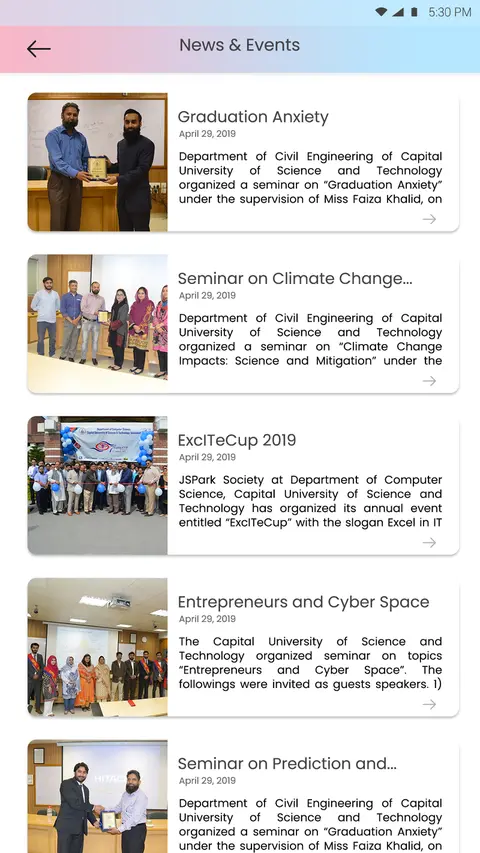 5:30 PM
News & Events
Graduation Anxiety
April 29, 2019
Department of Civil Engineering of Capital
University of Science and Technology
organized a seminar on “Graduation Anxiety”
under the supervision of Miss Faiza Khalid, on
Seminar on Climate Change...
April 29, 2019
Department of Civil Engineering of Capital
University of Science and Technology
organized a seminar on “Climate Change
Impacts: Science and Mitigation” under the
ExcITeCup 2019
April 29, 2019
JSPark Society at Department of Computer
Science, Capital University of Science and
Technology has organized its annual event
entitled “ExcITeCup” with the slogan Excel in IT
Entrepreneurs and Cyber Space
April 29, 2019
The Capital University of Science and
Technology organized seminar on topics
“Entrepreneurs and Cyber Space”. The
followings were invited as guests speakers. 1)
Seminar on Prediction and...
April 29, 2019
HITACHI
Department of Civil Engineering of Capital
University of Science and Technology
organized a seminar on “Graduation Anxiety”
under the supervision of Miss Faiza Khalid, on